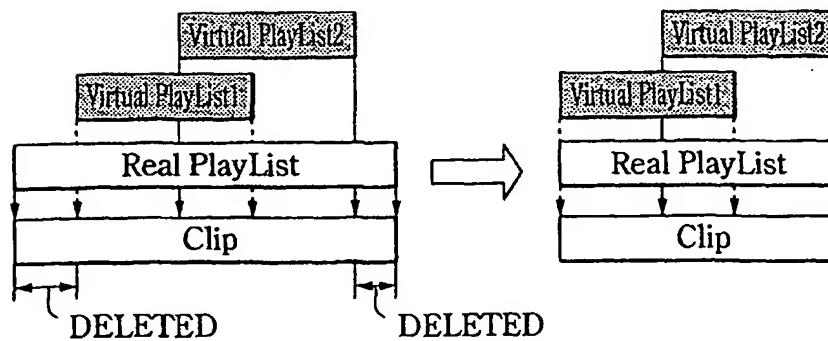 Virtual PlayList2
Virtual PlayList1
Real PlayList
Clip
DELETED
DELETED
Virtual PlayList2
Virtual PlayList1
Real PlayList
Clip